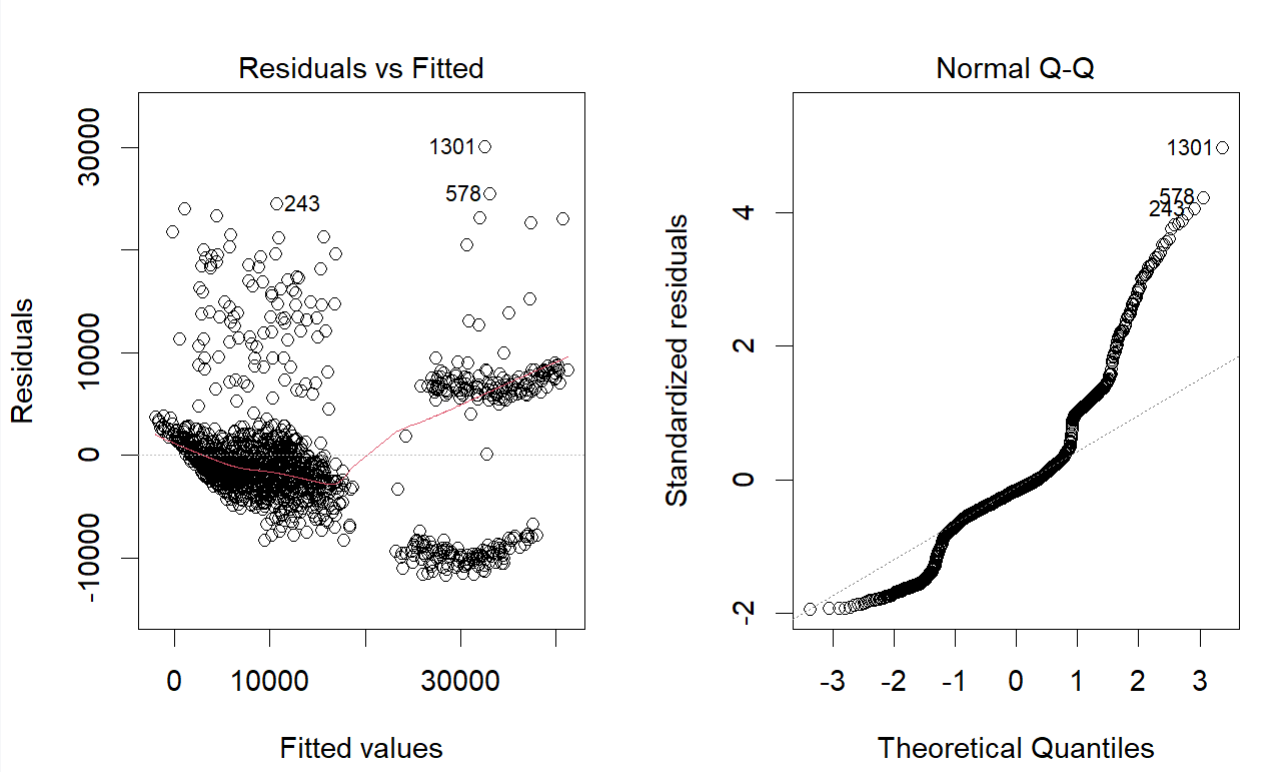 Residuals vs Fitted
Residuals
30000
10000
0
-10000
1301
578
243
0 10000 30000
Fitted values
Normal Q-Q
Standardized residuals
4
2
0
-2
1301
578
243
-3 -2 -1 0 1 2 3
Theoretical Quantiles